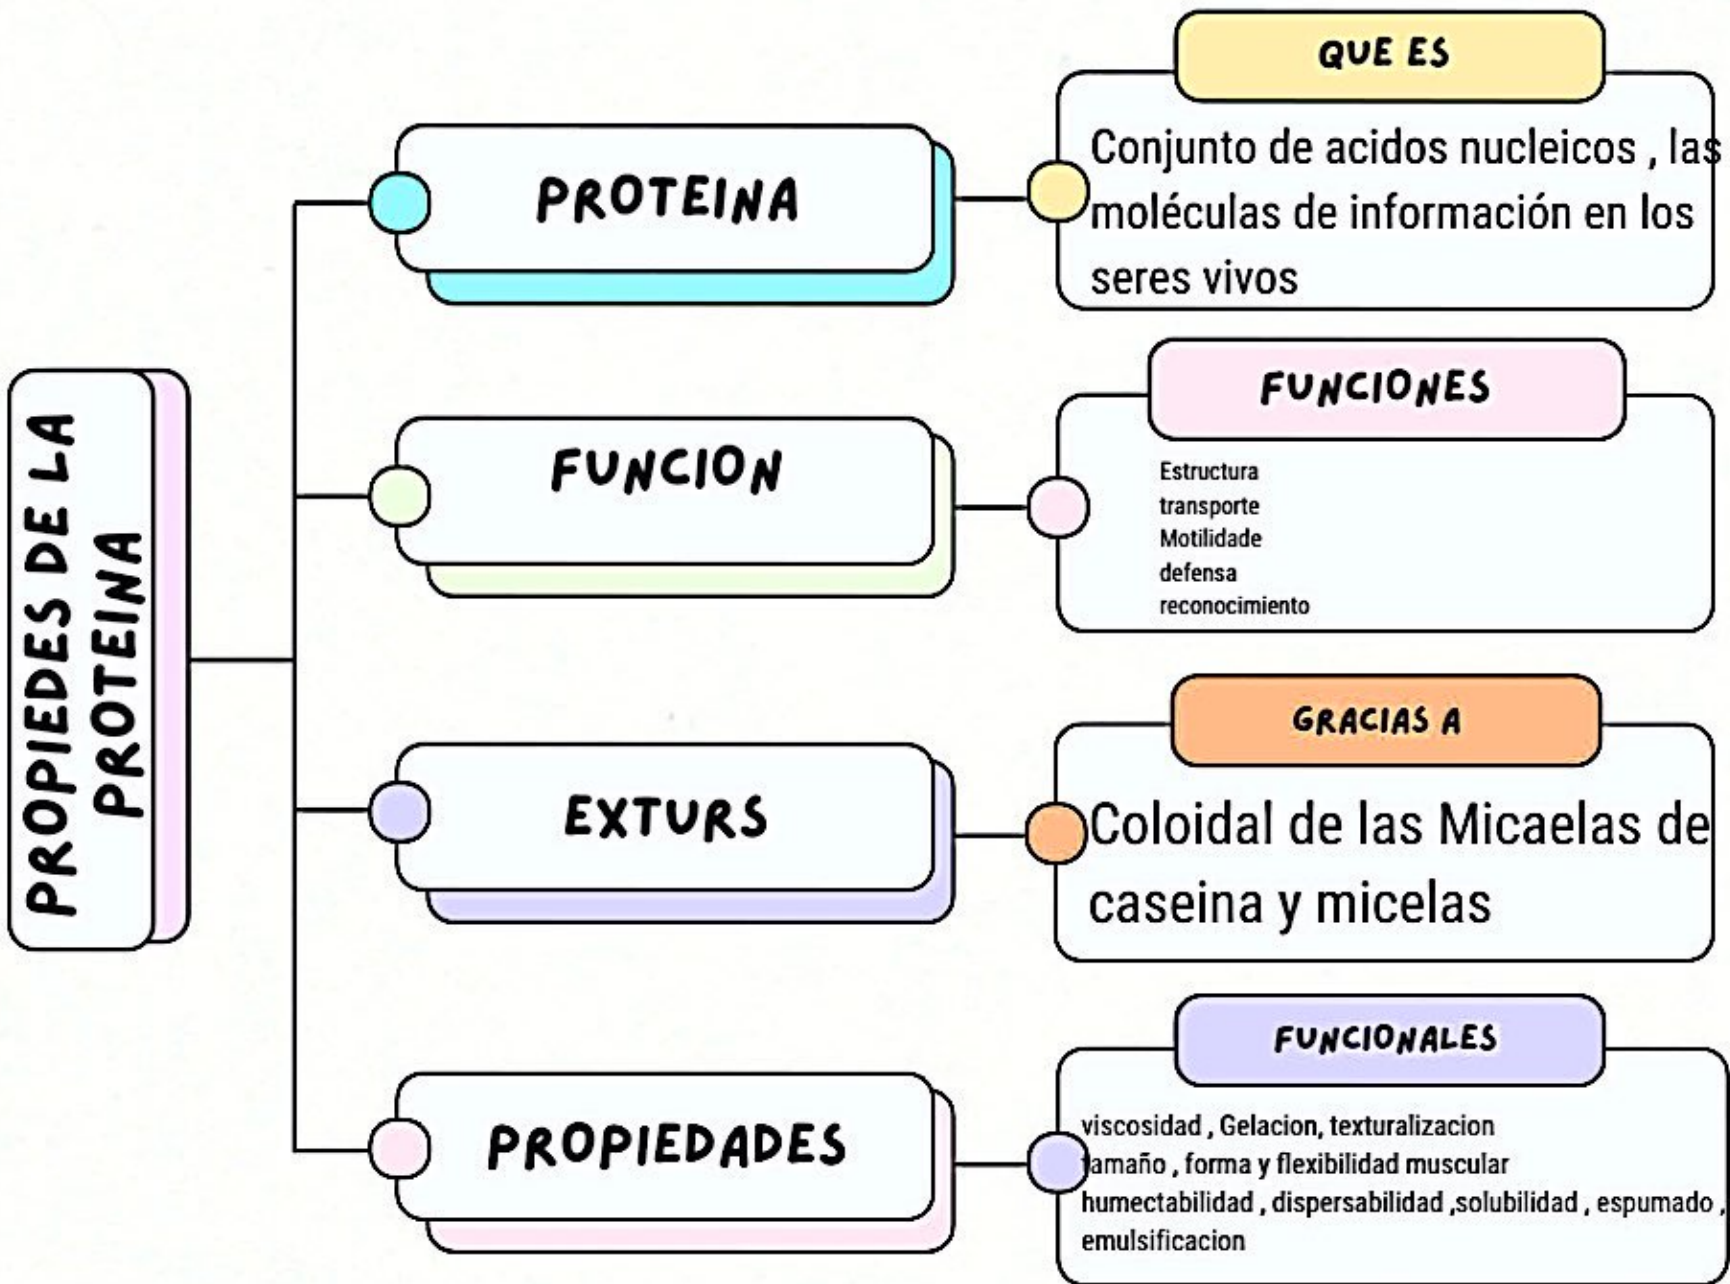 PROPIEDES DE LA
PROTEINA
PROTEINA
QUE ES
Conjunto de acidos nucleicos , las
moléculas de información en los
seres vivos
FUNCION
FUNCIONES
Estructura
transporte
Motilidade
defensa
reconocimiento
EXTURS
GRACIAS A
Coloidal de las Micaelas de
caseina y micelas
PROPIEDADES
FUNCIONALES
viscosidad , Gelacion, texturalizacion
tamaño , forma y flexibilidad muscular
humectabilidad , dispersabilidad ,solubilidad , espumado ,
emulsificacion